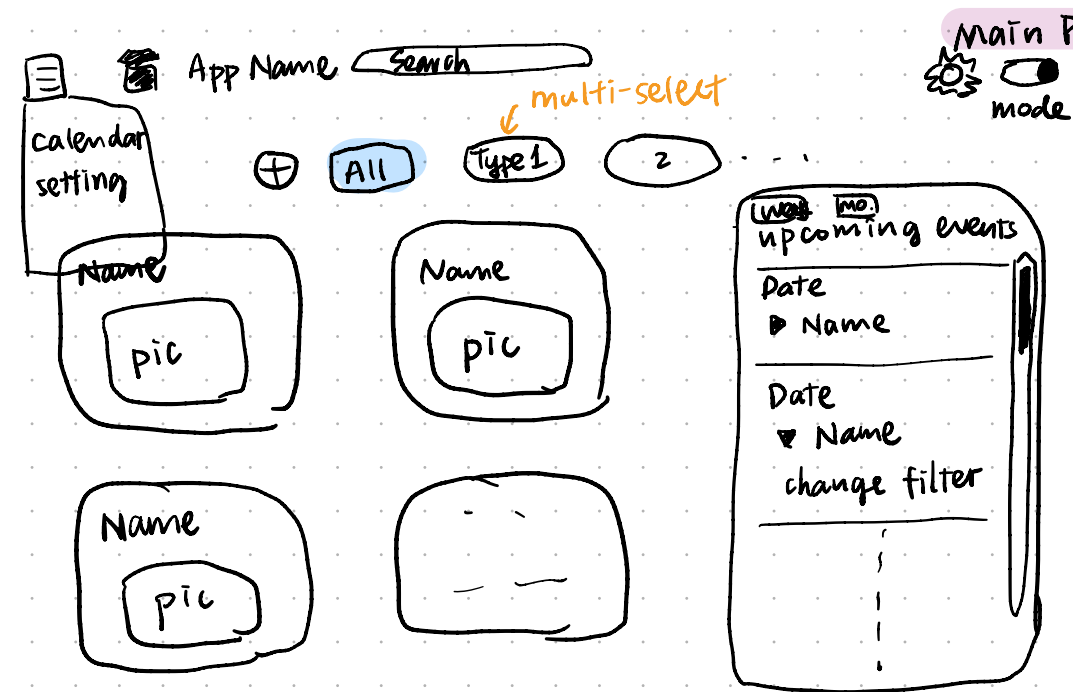 Main P
App Name
Search
mode
multi-select
calendar
setting
+ All Type 1 2 . . .
week mo.
upcoming events
Name
pic
Name
pic
Date
Name
Date
Name
change filter
Name
pic